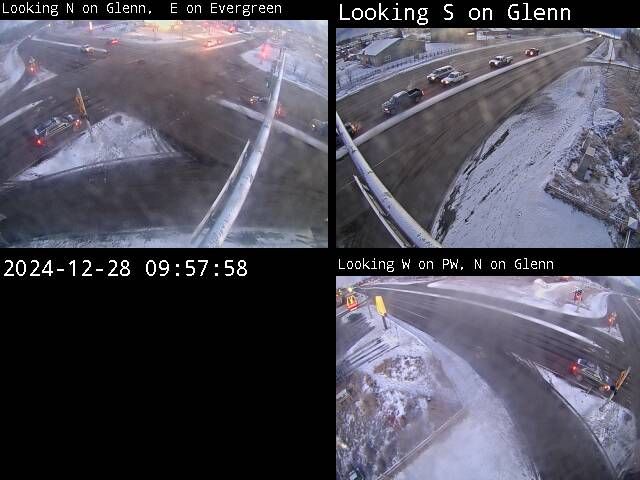 Looking N on Glenn,  E on Evergreen
Looking S on Glenn
2024-12-28 09:57:58
Looking W on PW, N on Glenn